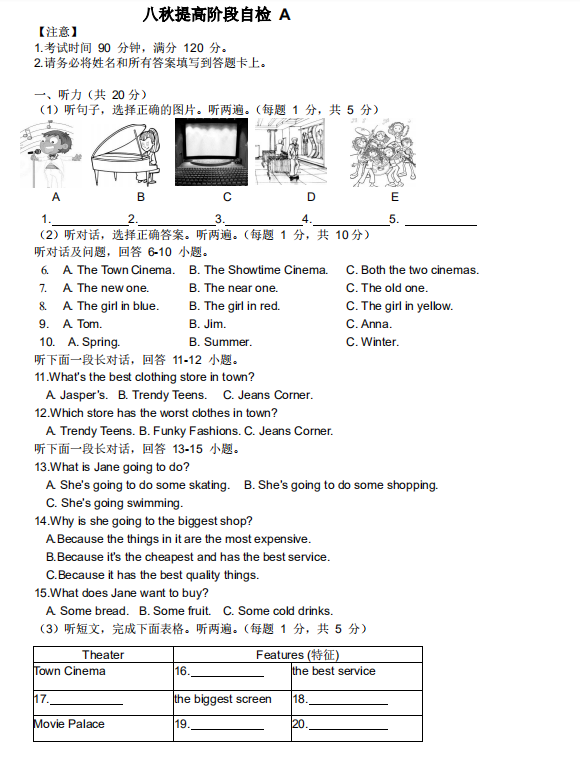 八秋提高阶段自检 A
【注意】
1.考试时间 90 分钟，满分 120 分。
2.请务必将姓名和所有答案填写到答题卡上。
一、听力（共 20 分）
（1）听句子，选择正确的图片。听两遍。（每题 1 分，共 5 分）
A B C D E
1.____________2.____________3.____________4.____________5. ____________
（2）听对话，选择正确答案。听两遍。（每题 1 分，共 10 分）
听对话及问题，回答 6-10 小题。
6. A. The Town Cinema. B. The Showtime Cinema. C. Both the two cinemas.
7. A. The new one. B. The near one. C. The old one.
8. A. The girl in blue. B. The girl in red. C. The girl in yellow.
9. A. Tom. B. Jim. C. Anna.
10. A. Spring. B. Summer. C. Winter.
听下面一段长对话，回答 11-12 小题。
11.What's the best clothing store in town?
A. Jasper's. B. Trendy Teens. C. Jeans Corner.
12.Which store has the worst clothes in town?
A. Trendy Teens. B. Funky Fashions. C. Jeans Corner.
听下面一段长对话，回答 13-15 小题。
13.What is Jane going to do?
A. She's going to do some skating. B. She's going to do some shopping.
C. She's going swimming.
14.Why is she going to the biggest shop?
A.Because the things in it are the most expensive.
B.Because it's the cheapest and has the best service.
C.Because it has the best quality things.
15.What does Jane want to buy?
A. Some bread. B. Some fruit. C. Some cold drinks.
（3）听短文，完成下面表格。听两遍。（每题 1 分，共 5 分）
Theater Features (特征)
Town Cinema 16.____________ the best service
17.____________ the biggest screen 18.____________
Movie Palace 19.____________ 20.____________